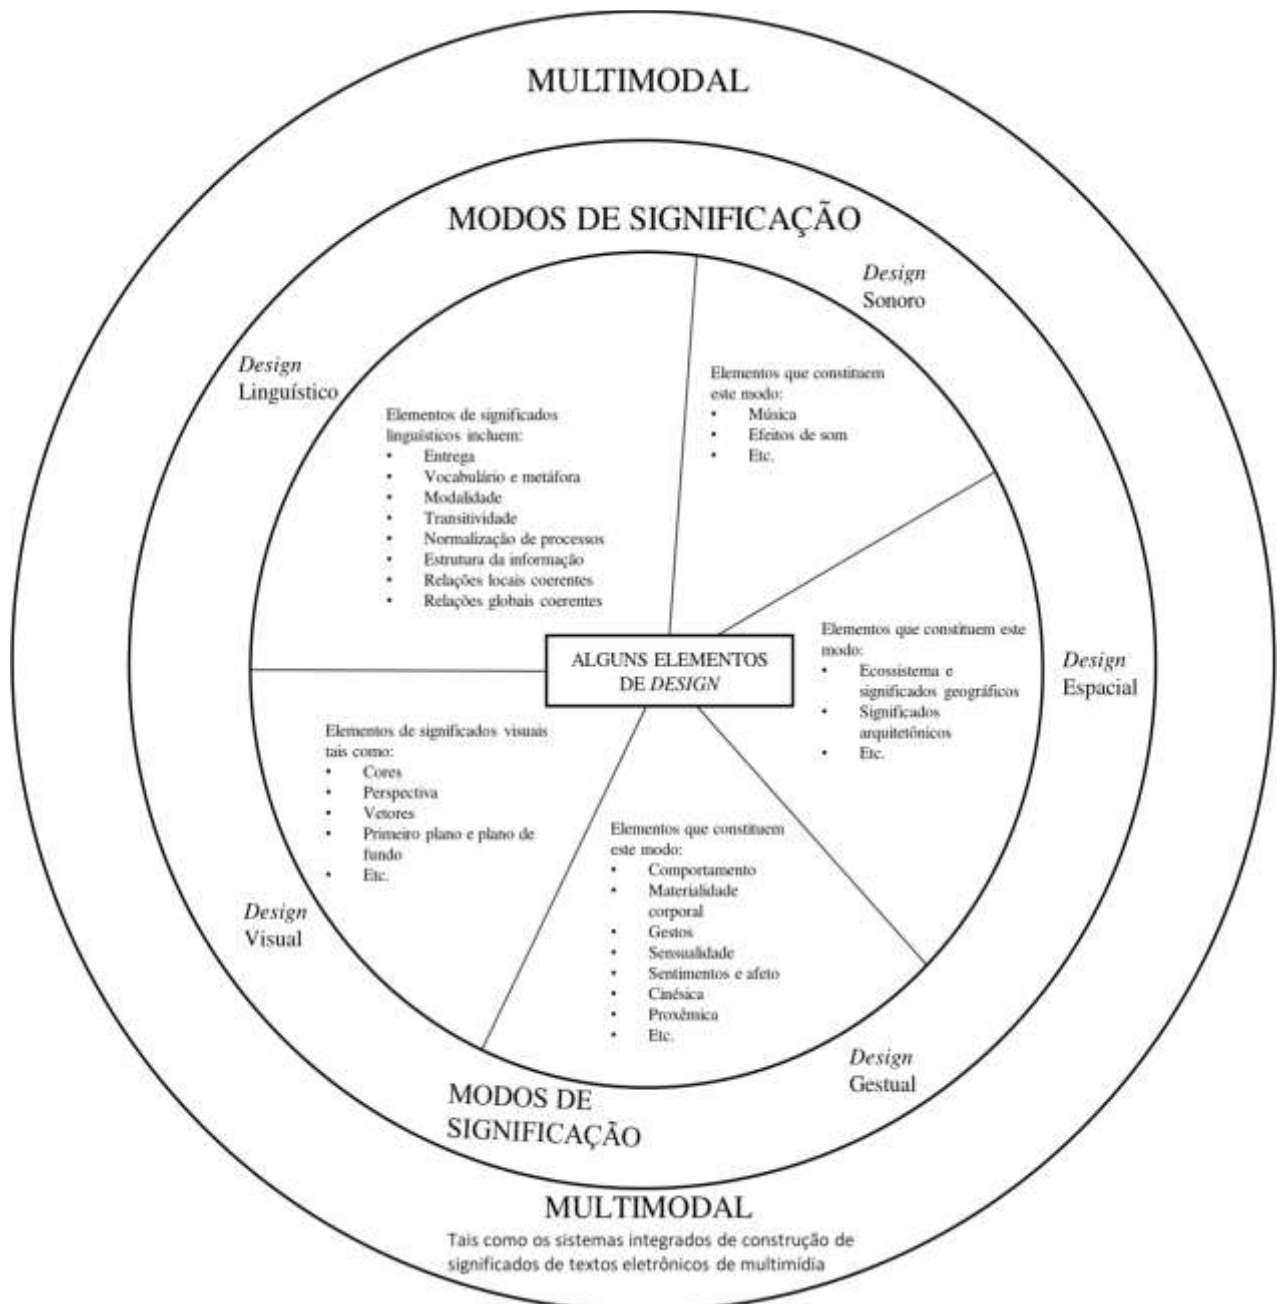 MULTIMODAL
MODOS DE SIGNIFICAÇÃO
Design
Sonoro
Design
Linguístico
Elementos que constituem
este modo:
• Música
• Efeitos de som
• Etc.
Elementos de significados
linguísticos incluem:
• Entrega
• Vocabulário e metáfora
• Modalidade
• Transitividade
• Normalização de processos
• Estrutura da informação
• Relações locais coerentes
• Relações globais coerentes
ALGUNS ELEMENTOS
DE DESIGN
Elementos que constituem este
modo:
• Ecossistema e
significados geográficos
• Significados
arquitetônicos
• Etc.
Design
Espacial
Elementos de significados visuais
tais como:
• Cores
• Perspectiva
• Vetores
• Primeiro plano e plano de
fundo
• Etc.
Design
Visual
Elementos que constituem
este modo:
• Comportamento
• Materialidade
corporal
• Gestos
• Sensualidade
• Sentimentos e afeto
• Cinésica
• Proxêmica
• Etc.
Design
Gestual
MODOS DE
SIGNIFICAÇÃO
MULTIMODAL
Tais como os sistemas integrados de construção de
significados de textos eletrônicos de multimídia